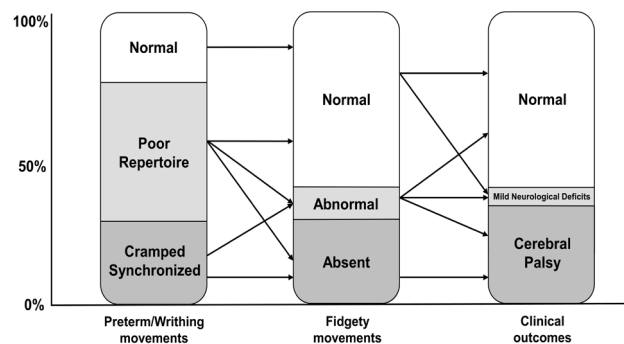 100%
50%
0%
Normal
Poor
Repertoire
Cramped
Synchronized
Preterm/Writhing
movements
Normal
Abnormal
Absent
Fidgety
movements
Normal
Mild Neurological Deficits
Cerebral
Palsy
Clinical
outcomes